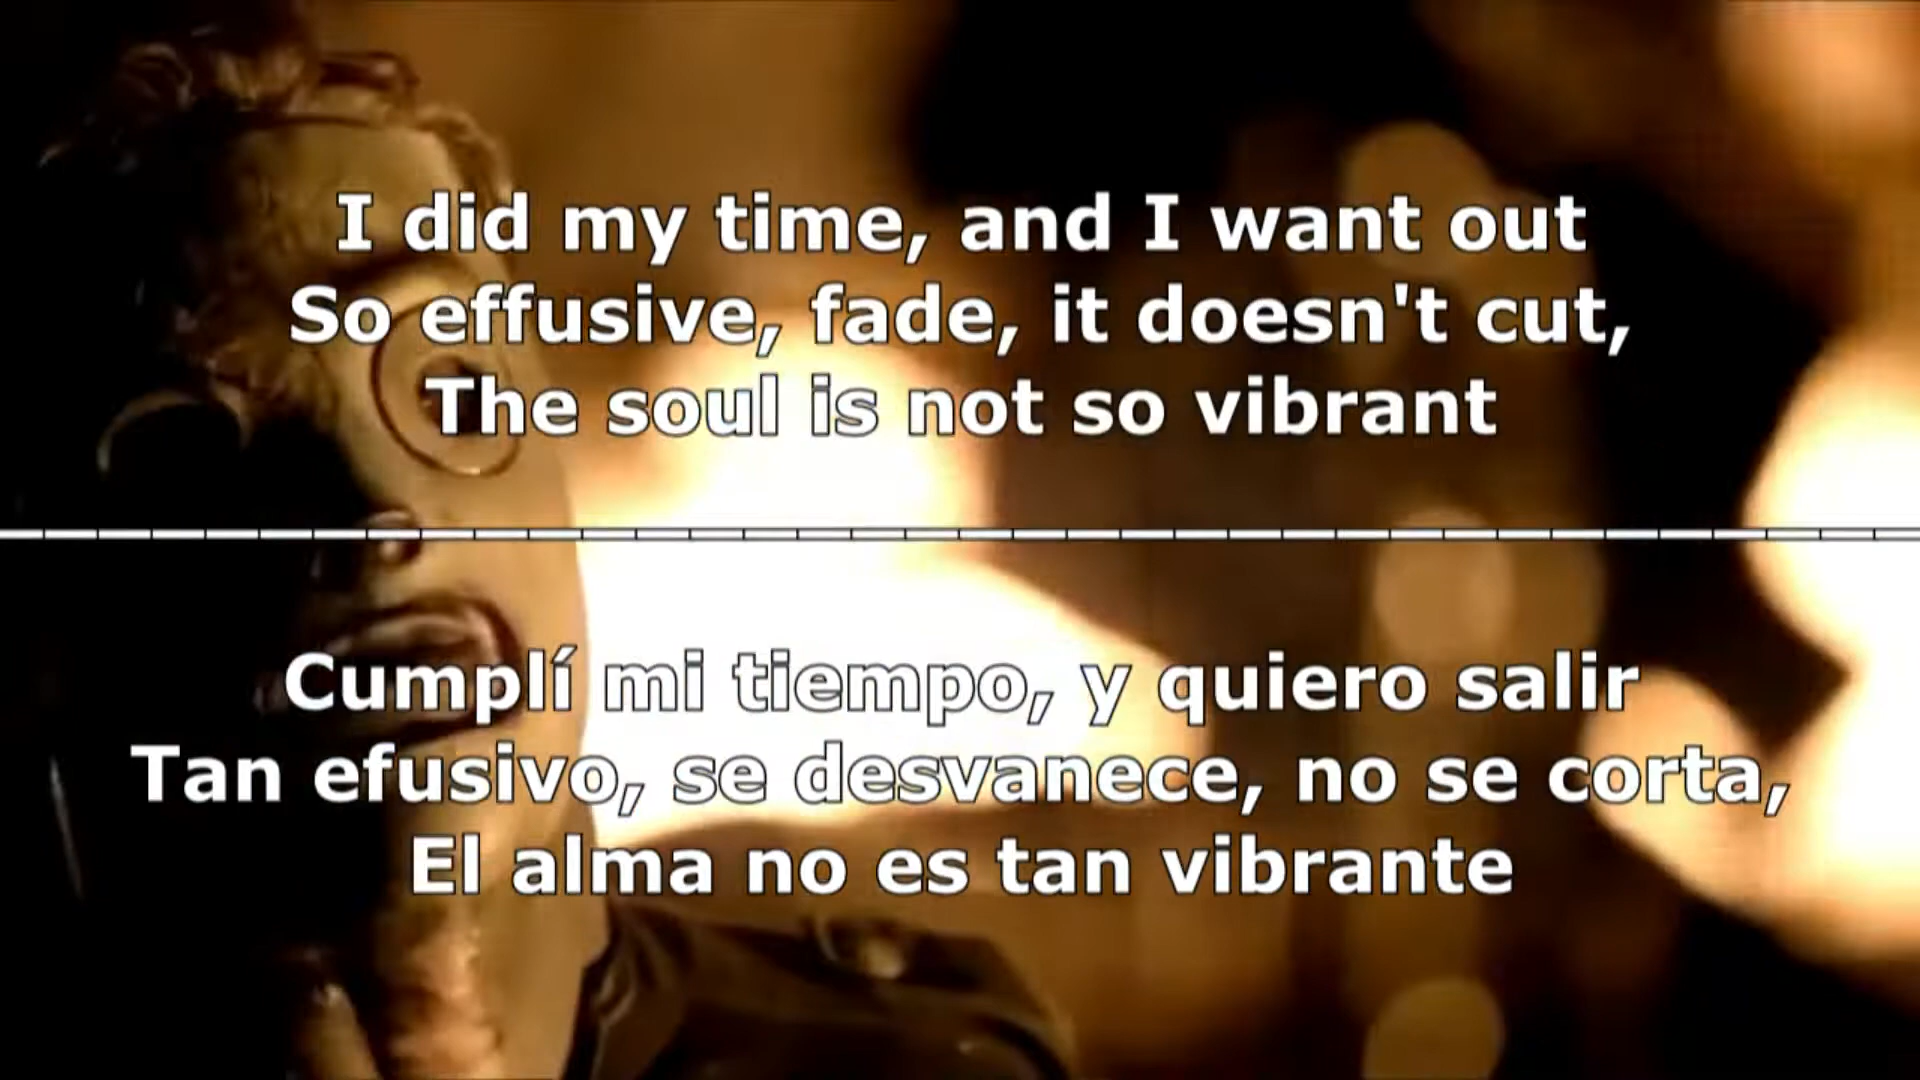 I did my time, and I want out
So effusive, fade, it doesn't cut,
The soul is not so vibrant
Cumplí mi tiempo, y quiero salir
Tan efusivo, se desvanece, no se corta,
El alma no es tan vibrante